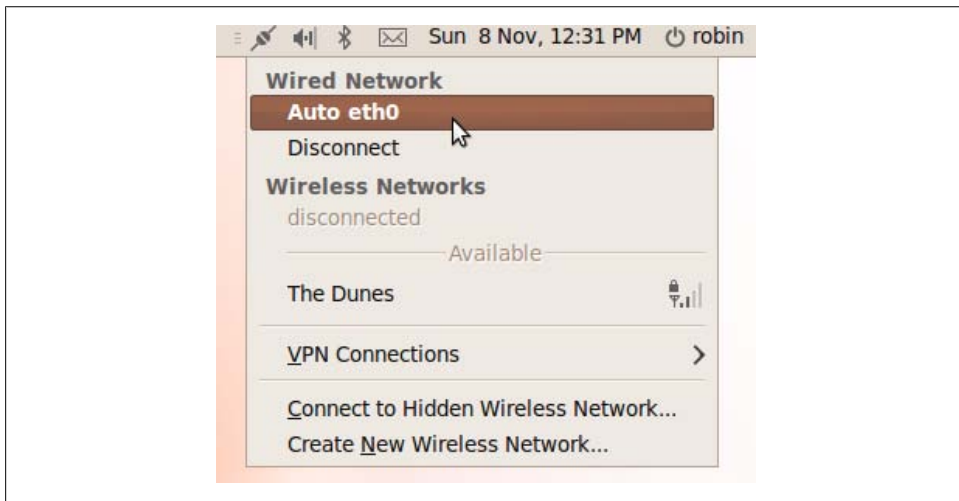 Sun 8 Nov, 12:31 PM robin
Wired Network
Auto eth0
Disconnect
Wireless Networks
disconnected
Available
The Dunes
VPN Connections
Connect to Hidden Wireless Network...
Create New Wireless Network...